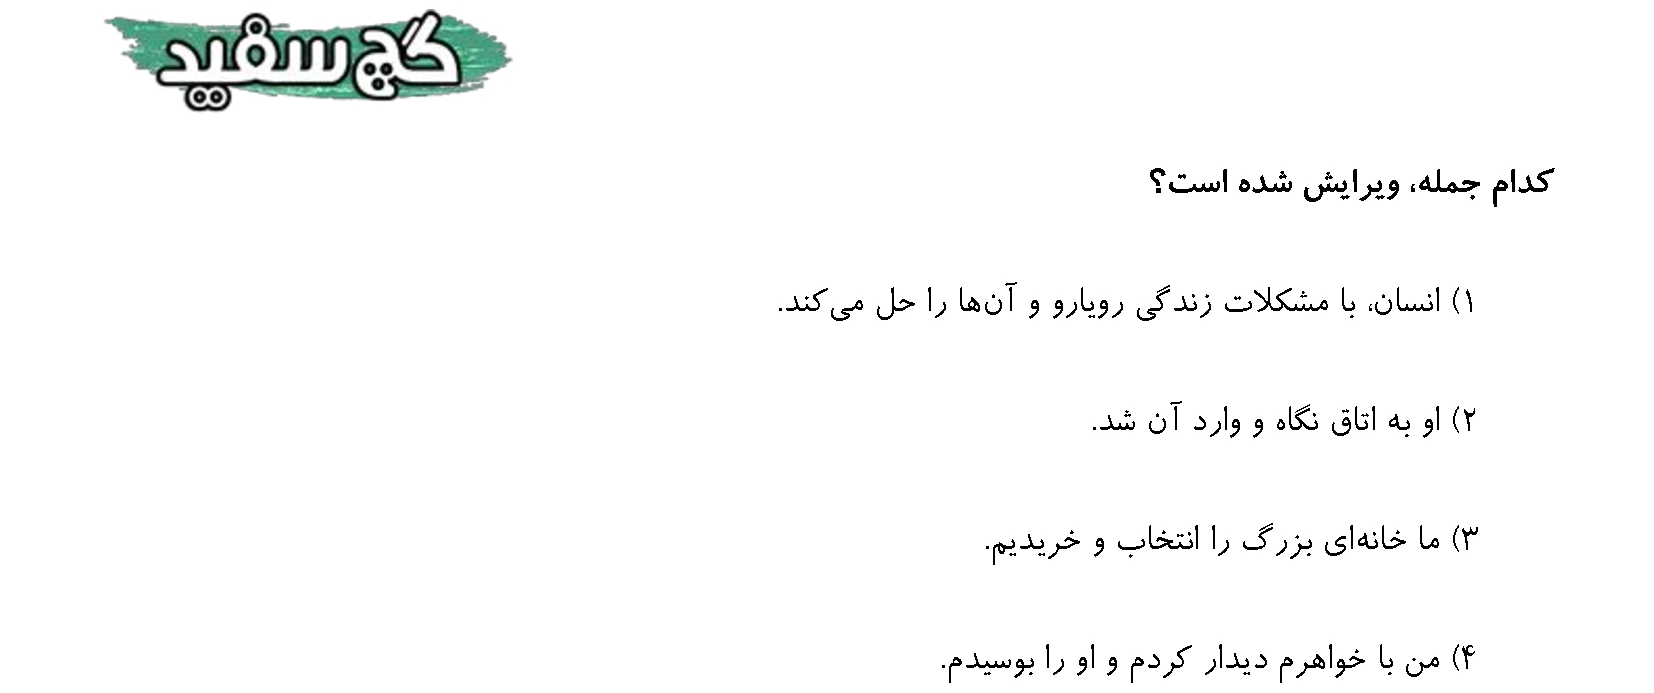 گچ سفید
کدام جمله، ویرایش شده است؟
۱) انسان، با مشکلات زندگی رویارو و آن‌ها را حل می‌کند.
۲) او به اتاق نگاه و وارد آن شد.
۳) ما خانه‌ای بزرگ را انتخاب و خریدیم.
۴) من با خواهرم دیدار کردم و او را بوسیدم.